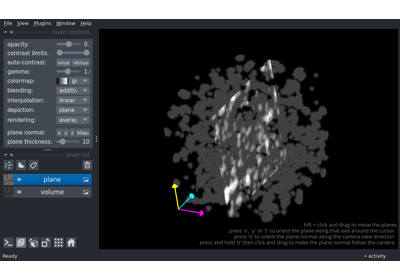 File View Plugins Window Help
layer controls
opacity: 0.
contrast limits:
auto-contrast: once
gamma: 1.
colormap:
blending: additiv
interpolation: linear
depiction: plane
rendering: averag
plane normal: x y z
plane thickness: 10
layer list
plane
volume
shift + click and drag to move the plane
press 'x', 'y' or 'z' to orient the plane along that axis around the cursor
press 'o' to orient the plane normal along the camera view direction
press and hold 'o' then click and drag to make the plane normal follow the camera
Ready
activity